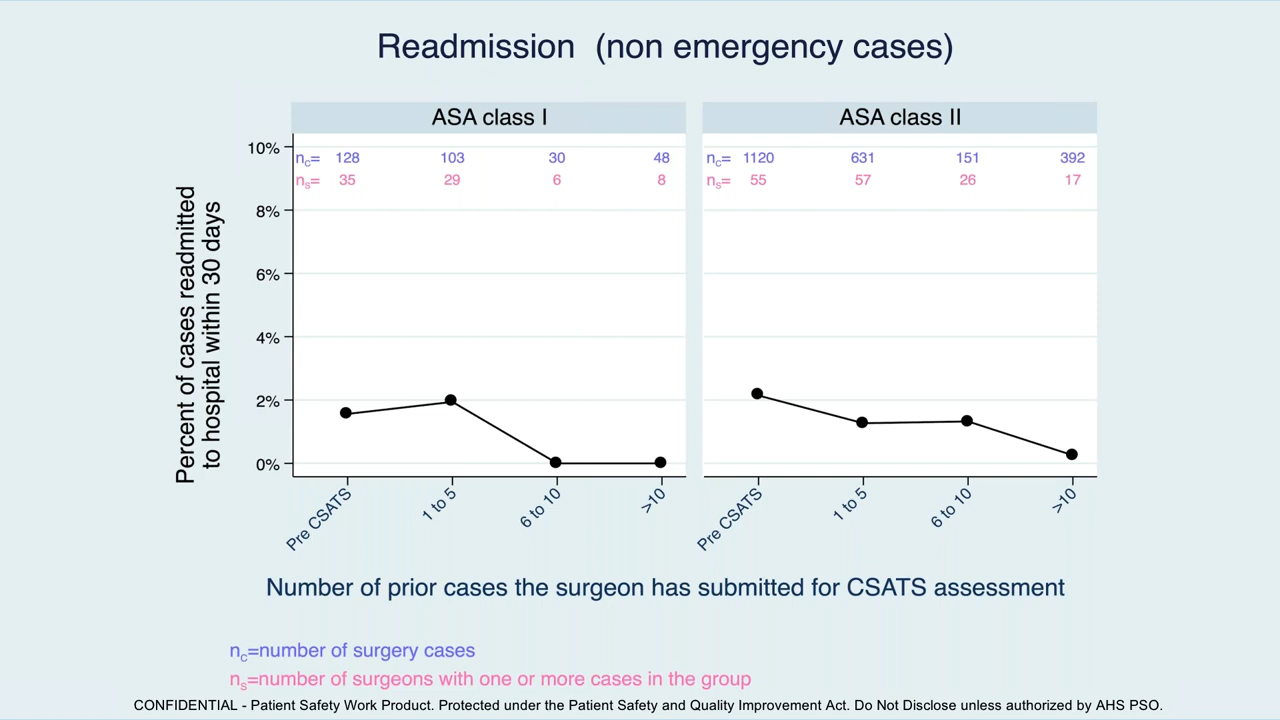 Readmission (non emergency cases)
ASA class I
ASA class II
Percent of cases readmitted
to hospital within 30 days
10%
8%
6%
4%
2%
0%
nc= 128 103 30 48
ns= 35 29 6 8
nc= 1120 631 151 392
ns= 55 57 26 17
Pre CSATS 1 to 5 6 to 10 >10
Pre CSATS 1 to 5 6 to 10 >10
Number of prior cases the surgeon has submitted for CSATS assessment
nc=number of surgery cases
ns=number of surgeons with one or more cases in the group
CONFIDENTIAL - Patient Safety Work Product. Protected under the Patient Safety and Quality Improvement Act. Do Not Disclose unless authorized by AHS PSO.